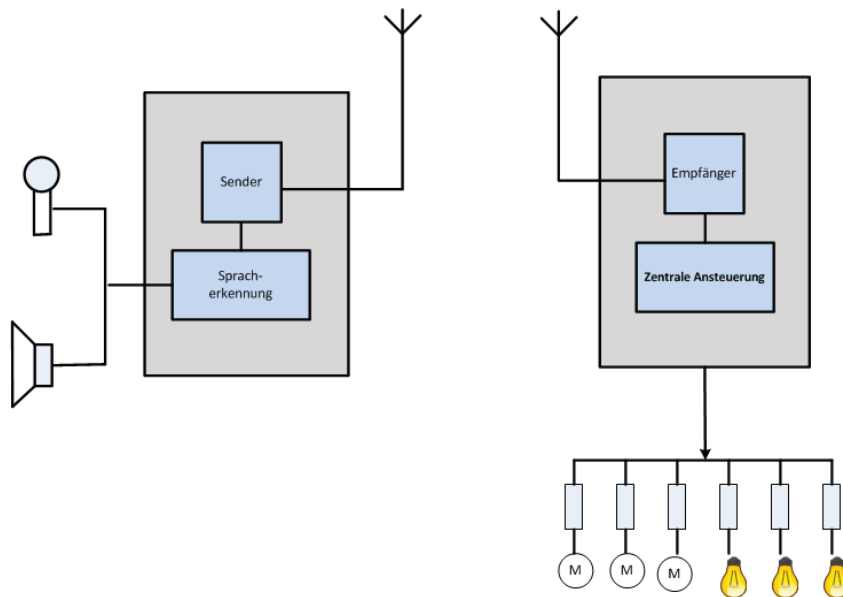 Sender
Sprach-
erkennung
Empfänger
Zentrale Ansteuerung
M
M
M